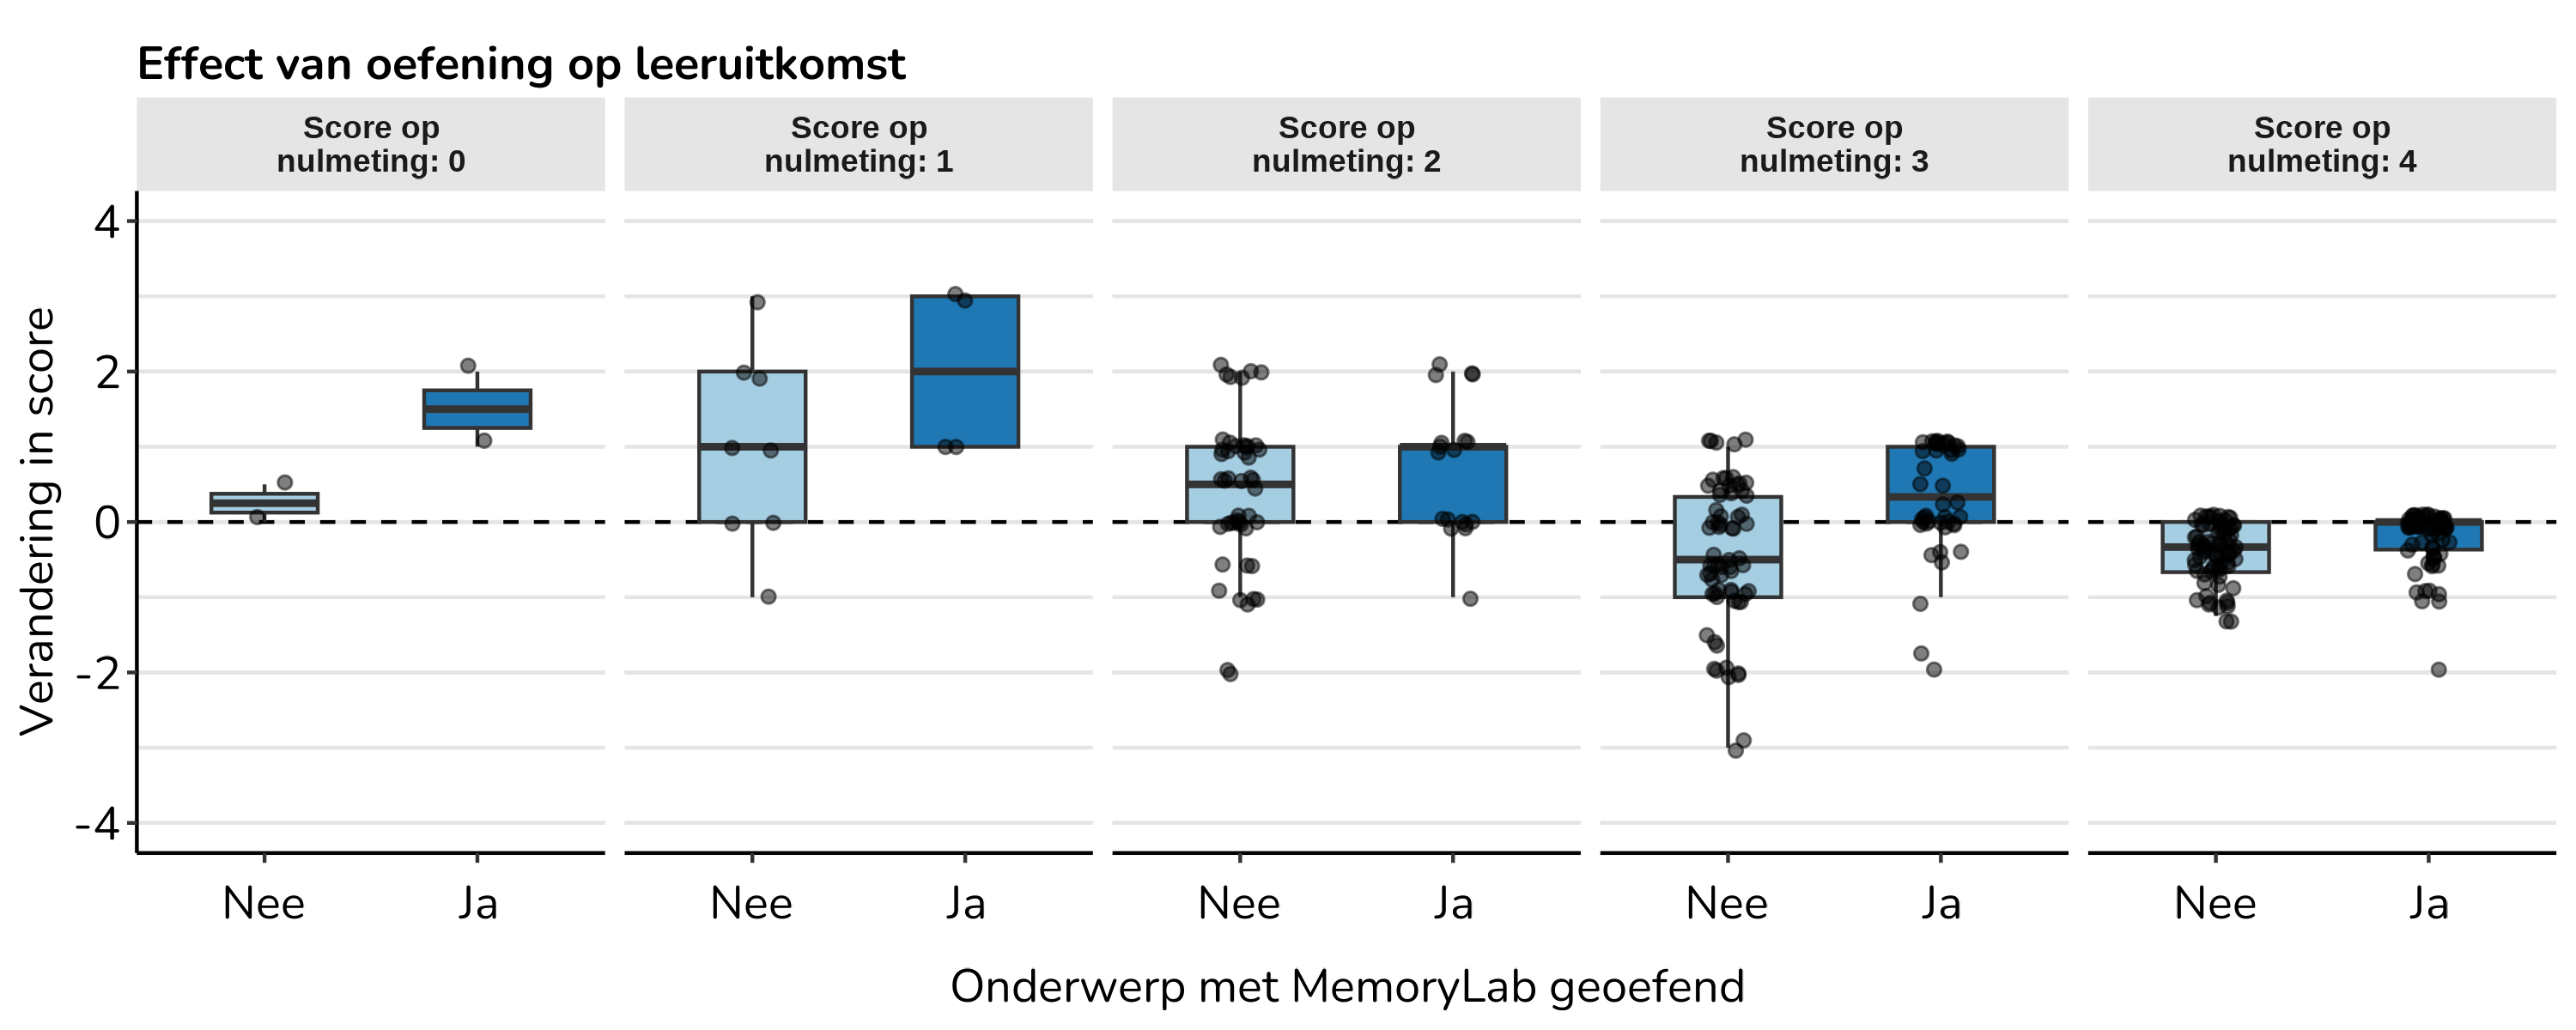 Effect van oefening op leeruitkomst
Score op
nulmeting: 0
Score op
nulmeting: 1
Score op
nulmeting: 2
Score op
nulmeting: 3
Score op
nulmeting: 4
Verandering in score
4
2
0
-2
-4
Nee
Ja
Nee
Ja
Nee
Ja
Nee
Ja
Nee
Ja
Onderwerp met MemoryLab geoefend